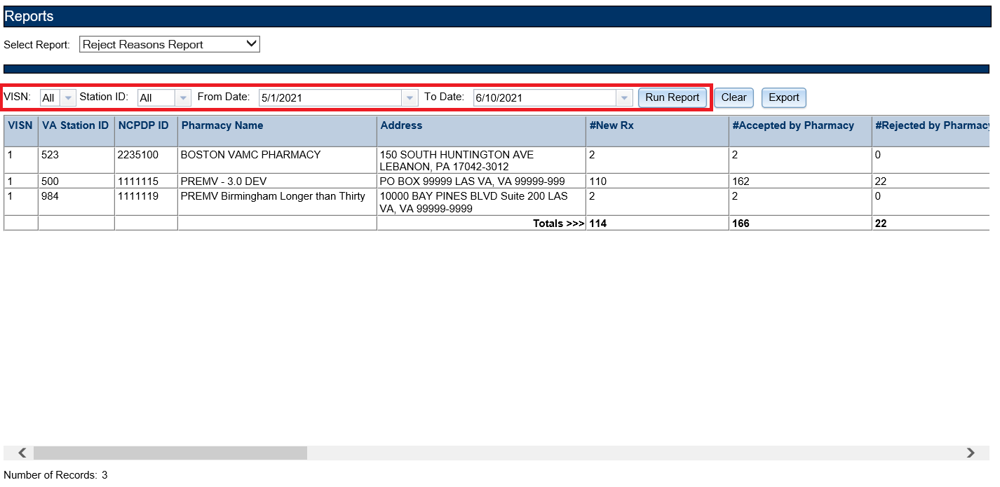 Reports
Select Report: Reject Reasons Report
VISN: All Station ID: All From Date: 5/1/2021 To Date: 6/10/2021 Run Report Clear Export
VISN VA Station ID NCPDP ID Pharmacy Name Address #New Rx #Accepted by Pharmacy #Rejected by Pharmacy
1 523 2235100 BOSTON VAMC PHARMACY 150 SOUTH HUNTINGTON AVE 2 2 0
LEBANON, PA 17042-3012
1 500 1111115 PREMV - 3.0 DEV PO BOX 99999 LAS VA, VA 99999-999 110 162 22
1 984 1111119 PREMV Birmingham Longer than Thirty 10000 BAY PINES BLVD Suite 200 LAS 2 2 0
VA, VA 99999-9999
Totals >>> 114 166 22
Number of Records: 3